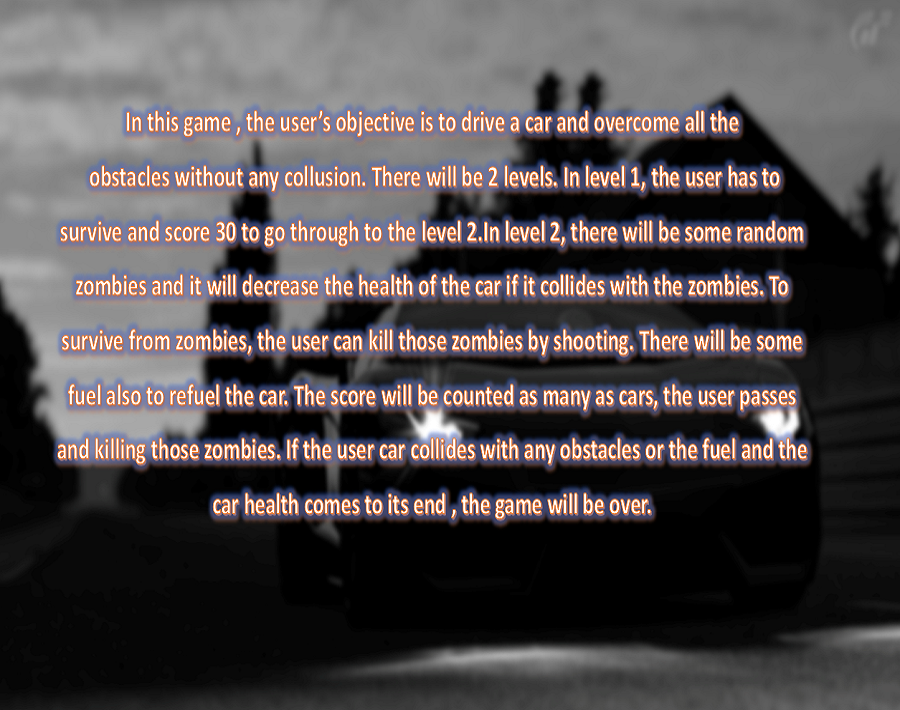 In this game , the user’s objective is to drive a car and overcome all the
obstacles without any collusion. There will be 2 levels. In level 1, the user has to
survive and score 30 to go through to the level 2.In level 2, there will be some random
zombies and it will decrease the health of the car if it collides with the zombies. To
survive from zombies, the user can kill those zombies by shooting. There will be some
fuel also to refuel the car. The score will be counted as many as cars, the user passes
and killing those zombies. If the user car collides with any obstacles or the fuel and the
car health comes to its end , the game will be over.